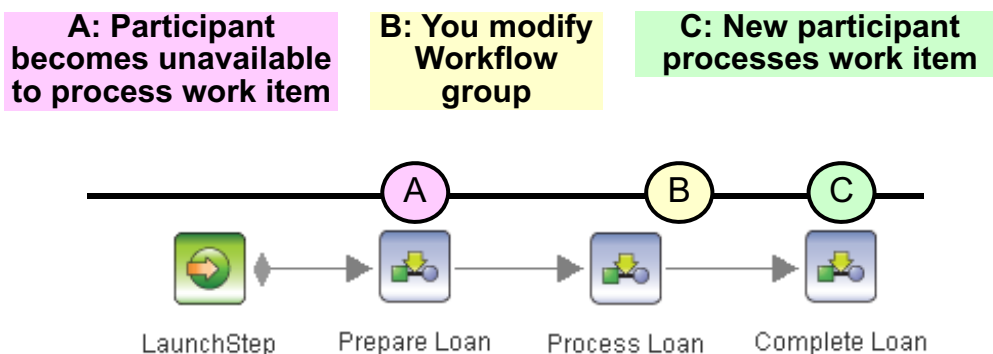 A: Participant
becomes unavailable
to process work item
B: You modify
Workflow
group
C: New participant
processes work item
A
B
C
LaunchStep
Prepare Loan
Process Loan
Complete Loan